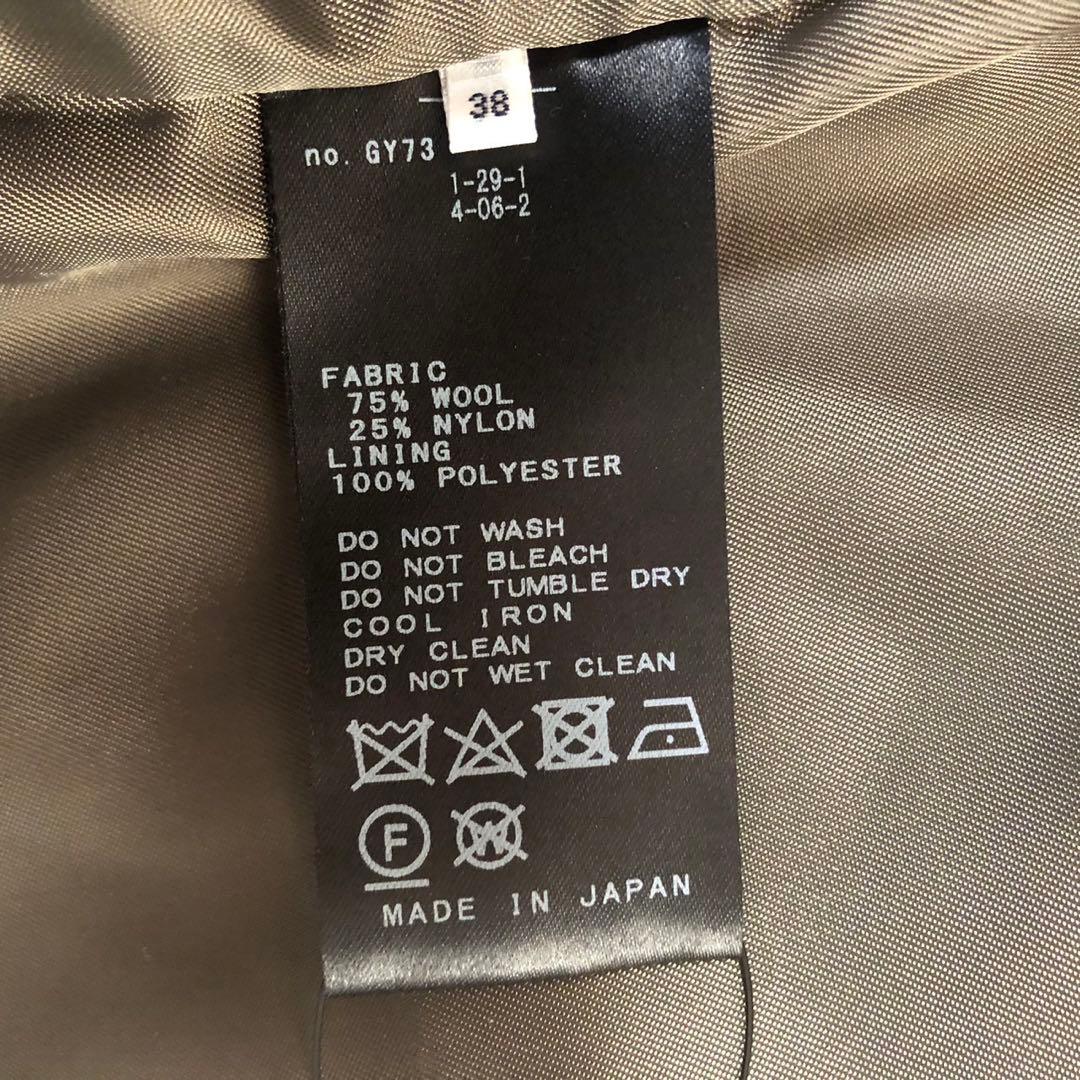 38
no. GY73
1-29-1
4-06-2
FABRIC
75% WOOL
25% NYLON
LINING
100% POLYESTER
DO NOT WASH
DO NOT BLEACH
DO NOT TUMBLE DRY
COOL IRON
DRY CLEAN
DO NOT WET CLEAN
F W
MADE IN JAPAN